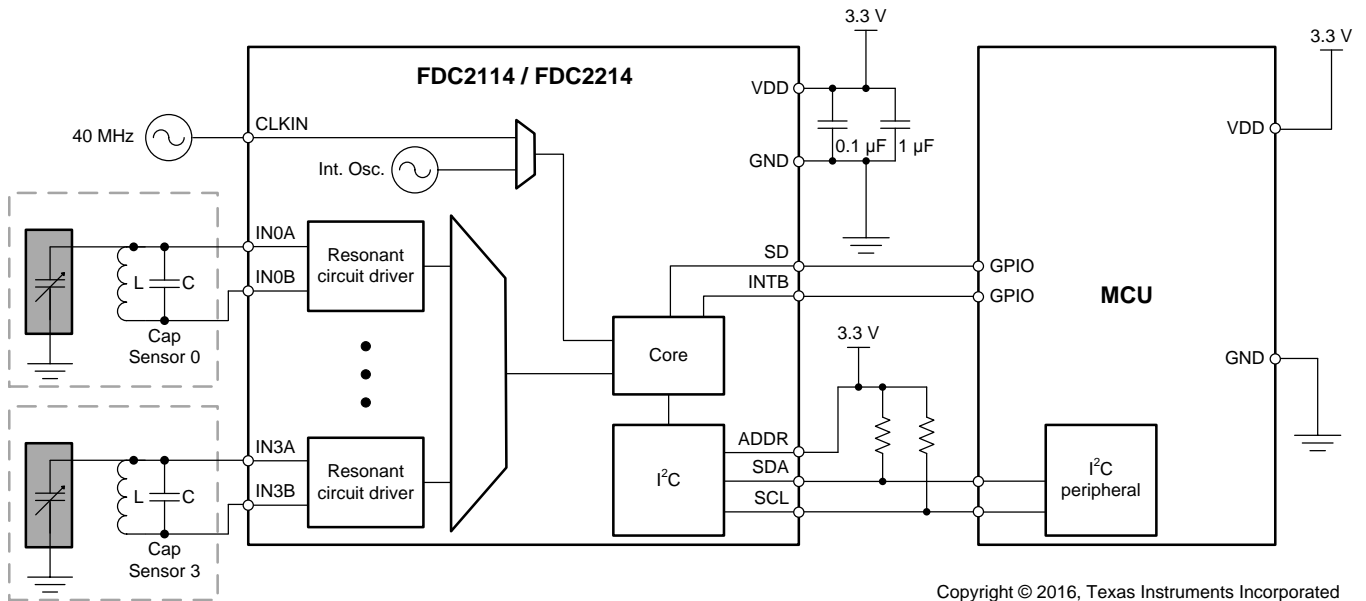 3.3 V
3.3 V
FDC2114 / FDC2214
VDD
40 MHz
CLKIN
VDD
0.1 µF
1 µF
Int. Osc.
GND
IN0A
Resonant
circuit driver
SD
GPIO
L
C
IN0B
INTB
GPIO
MCU
Cap
Sensor 0
3.3 V
Core
GND
ADDR
IN3A
Resonant
circuit driver
SDA
I²C
I²C
peripheral
L
C
IN3B
SCL
Cap
Sensor 3
Copyright © 2016, Texas Instruments Incorporated